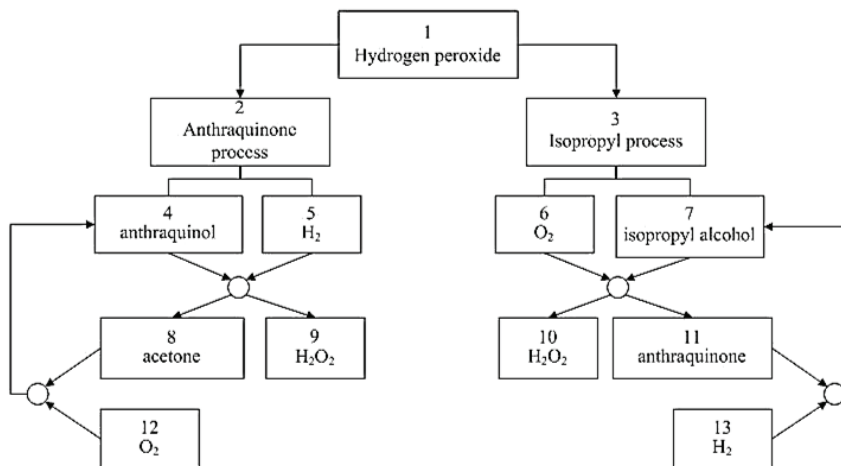 1
Hydrogen peroxide
2
Anthraquinone
process
3
Isopropyl process
4
anthraquinol
5
H₂
6
O₂
7
isopropyl alcohol
8
acetone
9
H₂O₂
10
H₂O₂
11
anthraquinone
12
O₂
13
H₂